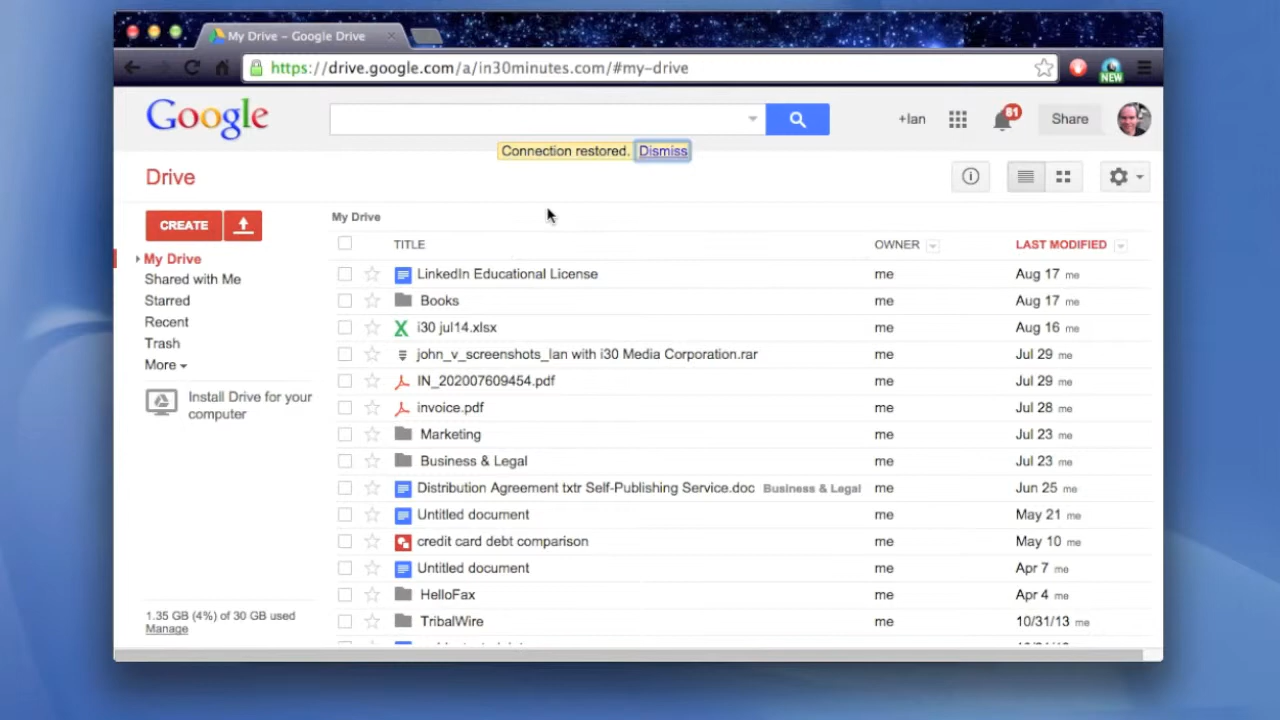 My Drive – Google Drive
https://drive.google.com/a/in30minutes.com/#my-drive
NEW
Google
+Ian
81
Share
Connection restored. Dismiss
Drive
CREATE
My Drive
Shared with Me
Starred
Recent
Trash
More
Install Drive for your
computer
1.35 GB (4%) of 30 GB used
Manage
My Drive
TITLE OWNER LAST MODIFIED
LinkedIn Educational License me Aug 17 me
Books me Aug 17 me
i30 jul14.xlsx me Aug 16 me
john_v_screenshots_Ian with i30 Media Corporation.rar me Jul 29 me
IN_202007609454.pdf me Jul 29 me
invoice.pdf me Jul 28 me
Marketing me Jul 23 me
Business & Legal me Jul 23 me
Distribution Agreement txtr Self-Publishing Service.doc Business & Legal me Jun 25 me
Untitled document me May 21 me
credit card debt comparison me May 10 me
Untitled document me Apr 7 me
HelloFax me Apr 4 me
TribalWire me 10/31/13 me